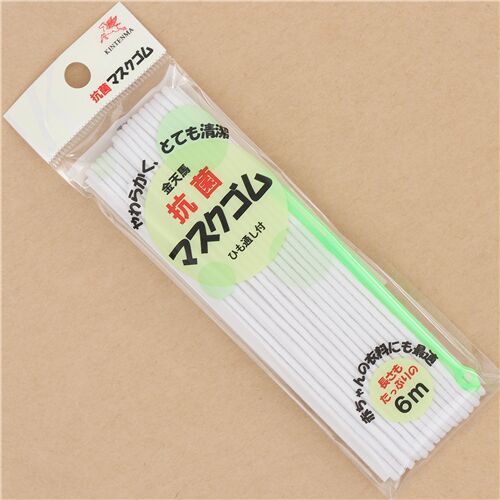 KINTENMA
抗菌マスクゴム
やわらかく、とても清潔
金天馬
抗菌
マスクゴム
ひも通し付
赤ちゃんの衣料にも最適
長さも
たっぷりの
6m